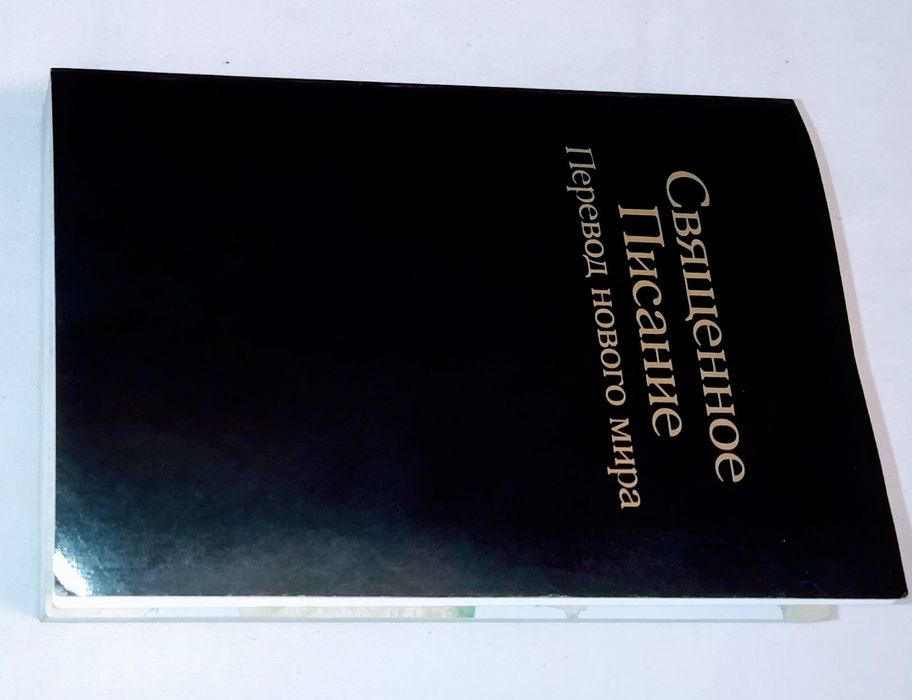 Священное
Писание
Перевод нового мира